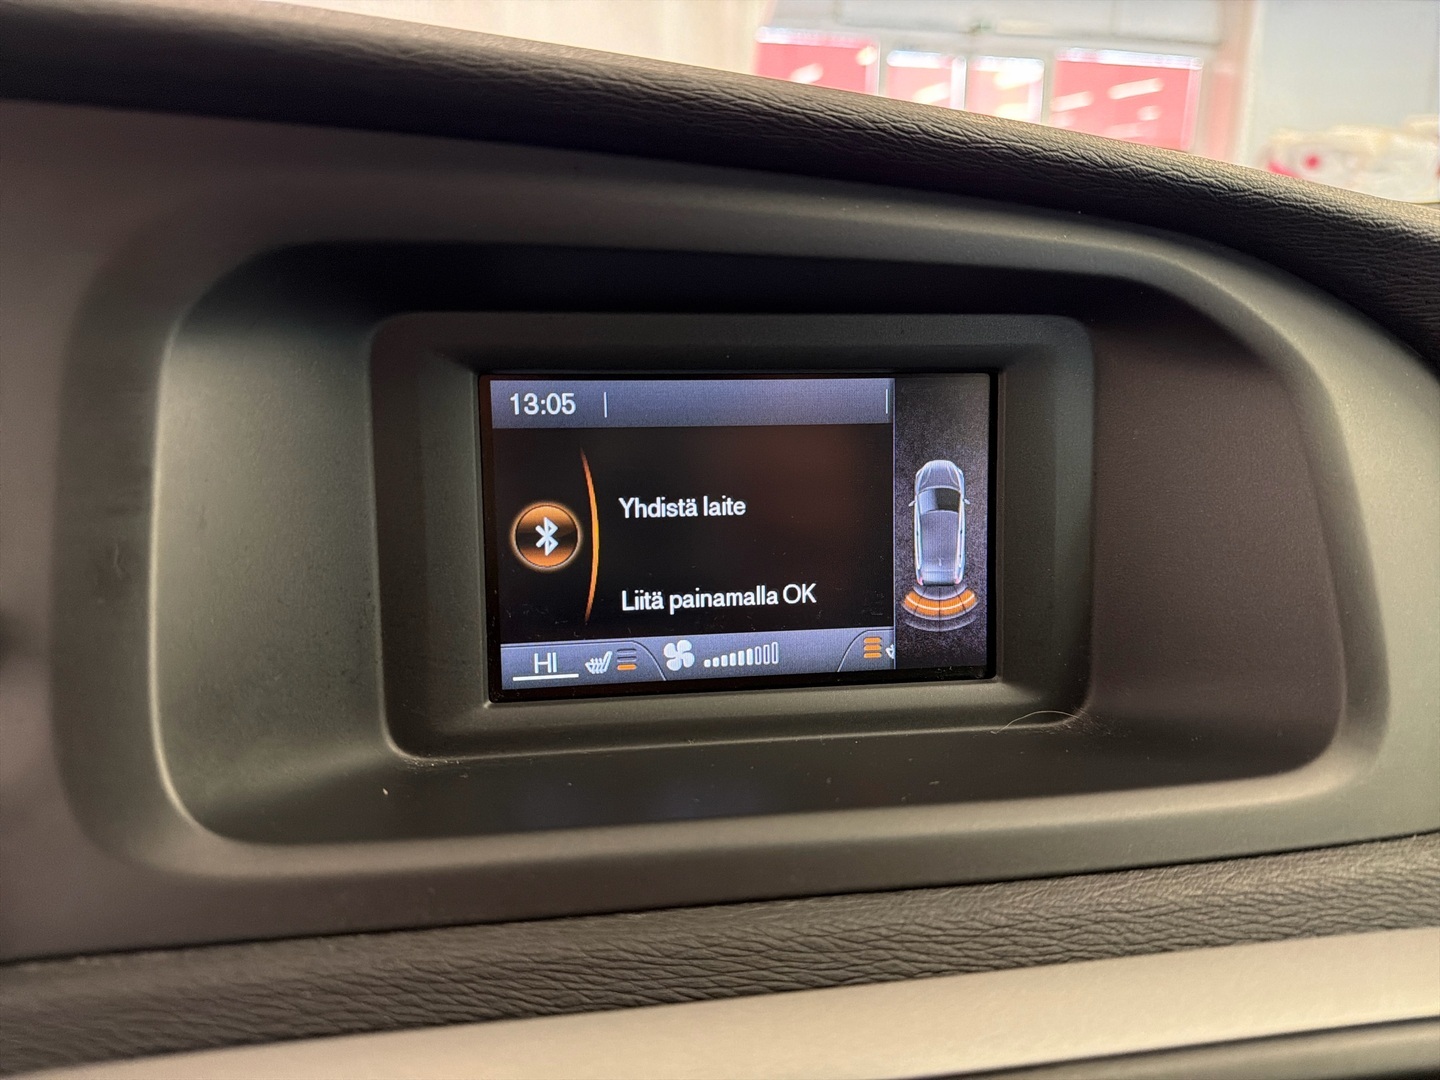 13:05
Yhdistä laite
Liitä painamalla OK
HI